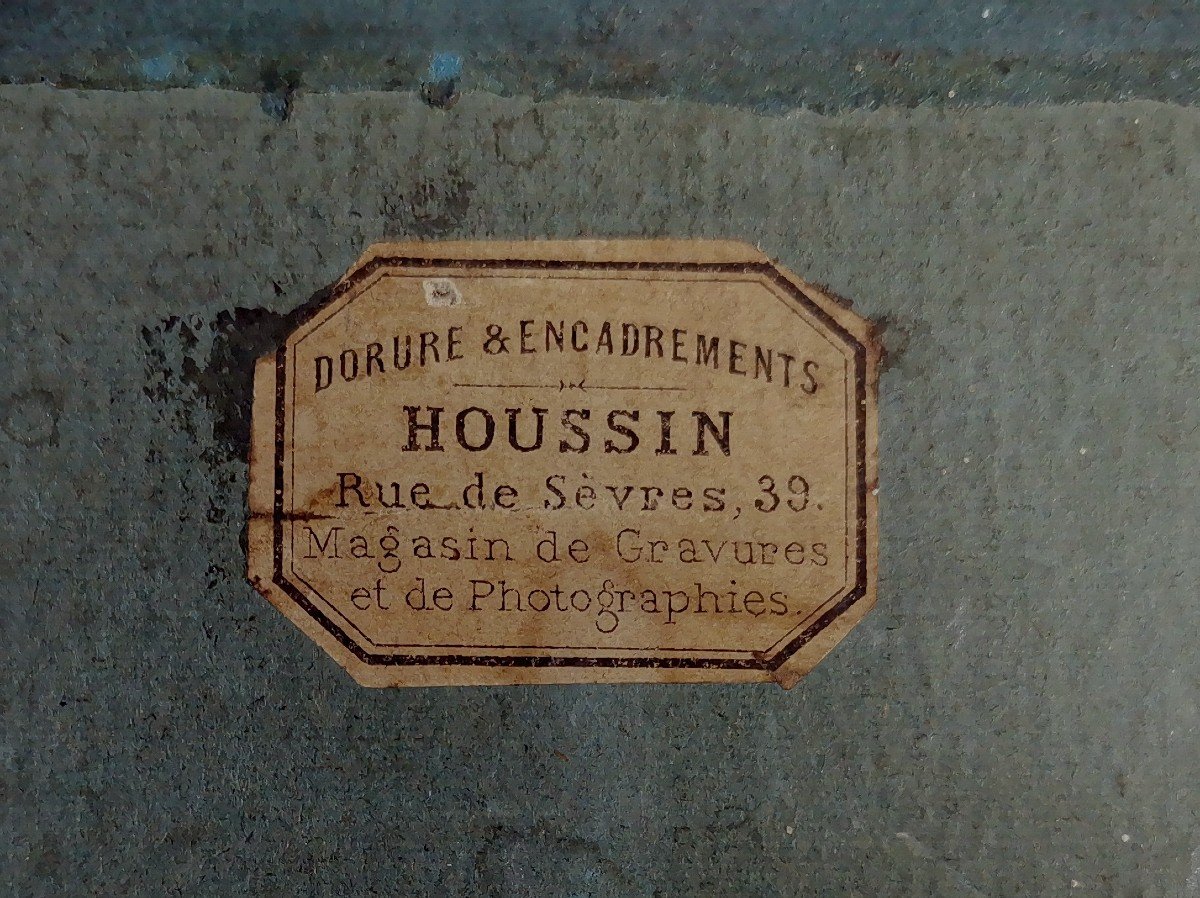 DORURE & ENCADREMENTS
HOUSSIN
Rue de Sèvres, 39.
Magasin de Gravures
et de Photographies.